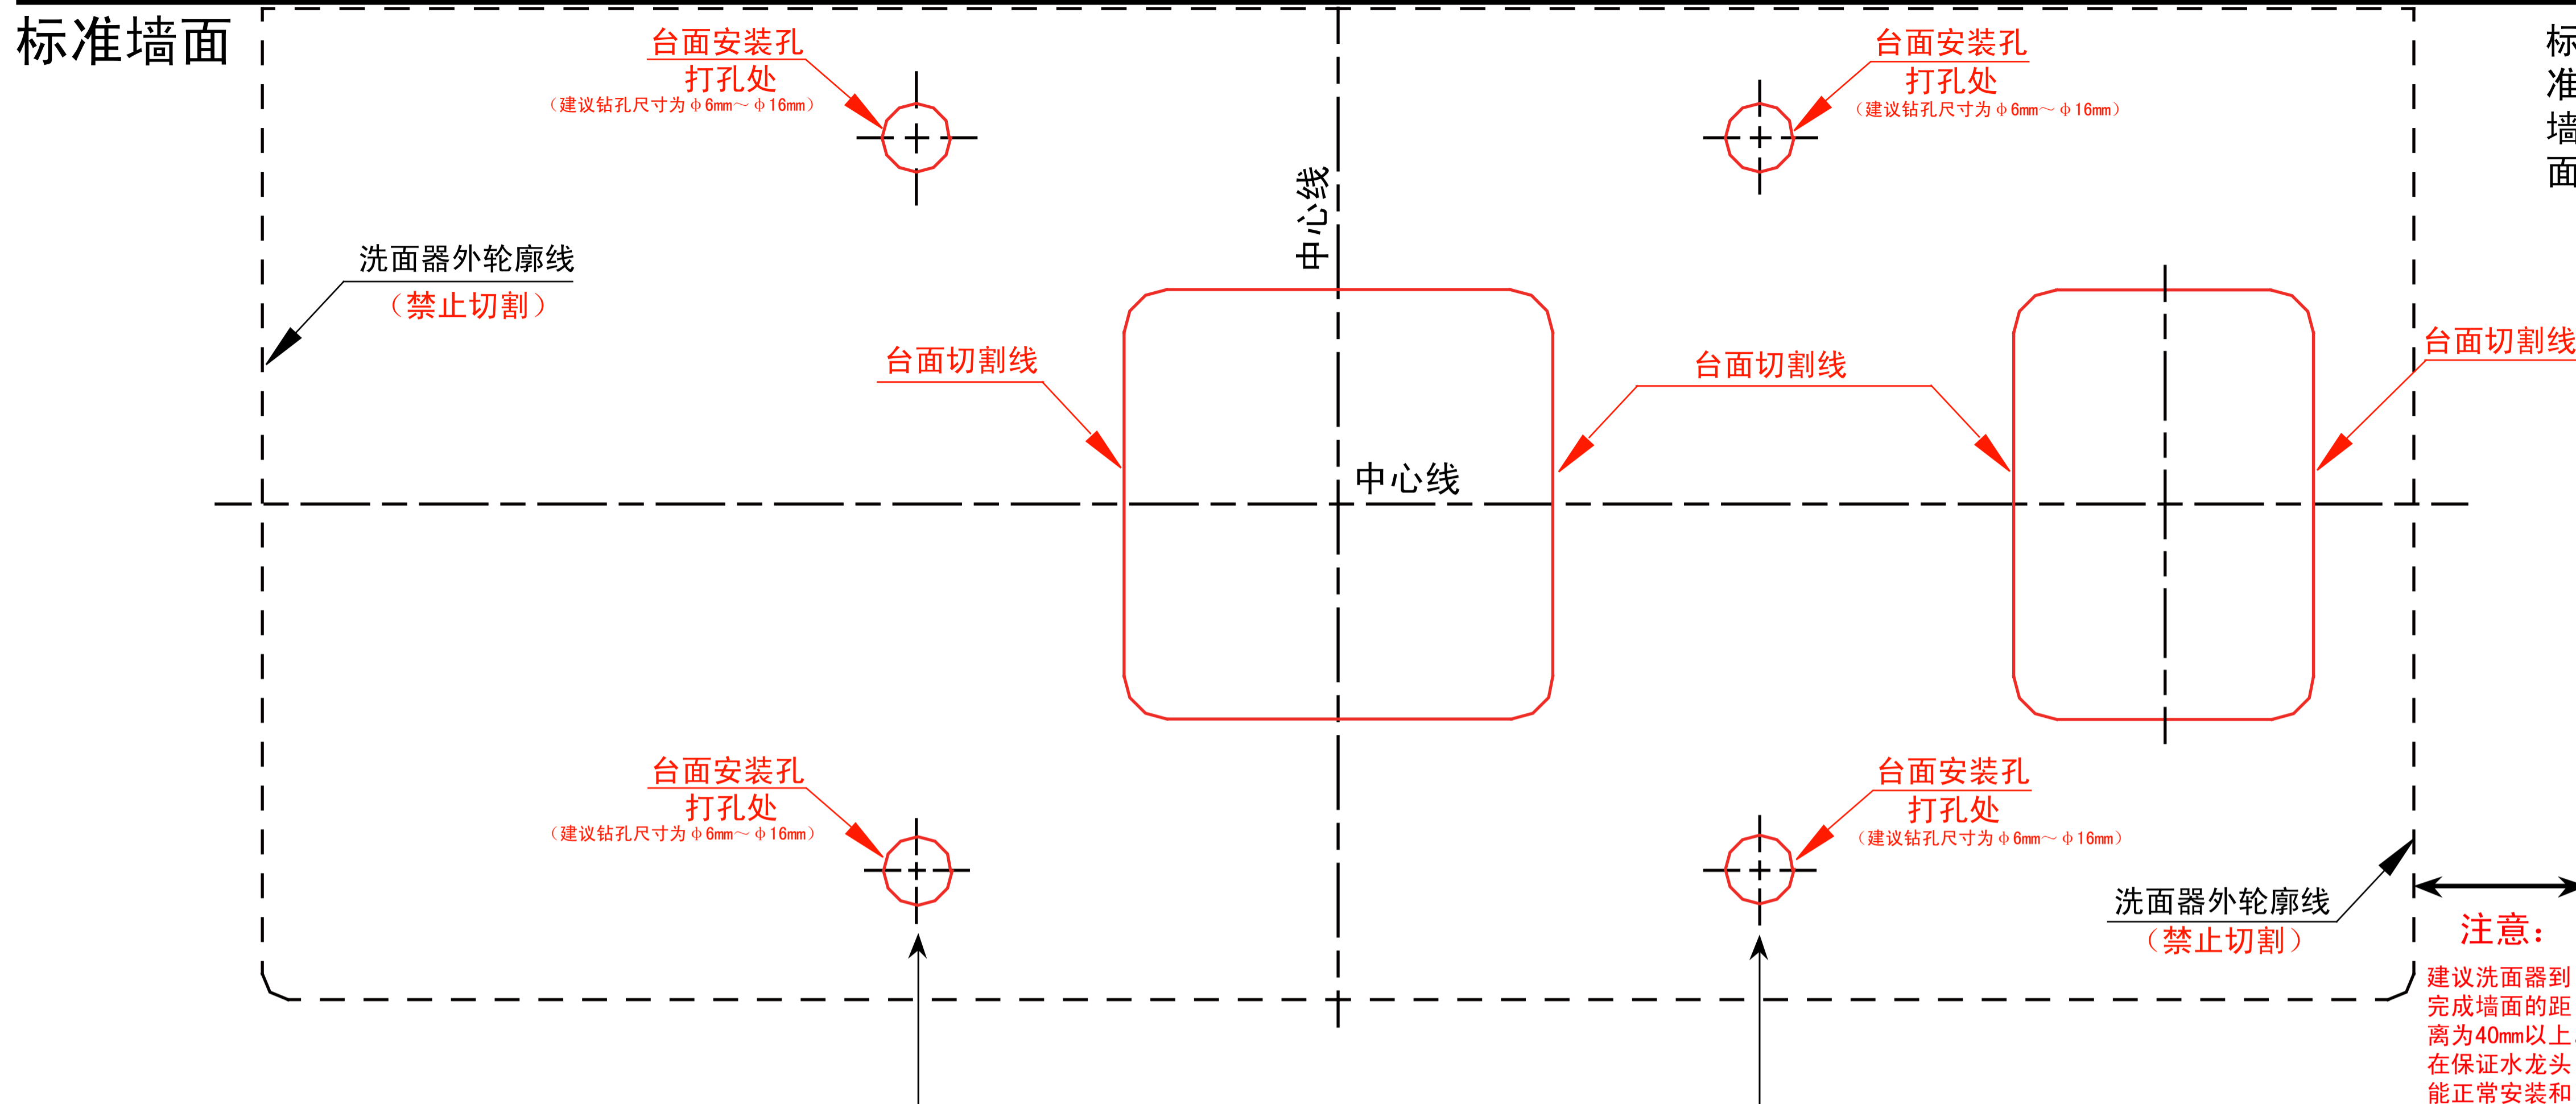 标准墙面
台面安装孔
打孔处
（建议钻孔尺寸为φ6mm～φ16mm）
台面安装孔
打孔处
（建议钻孔尺寸为φ6mm～φ16mm）
标
准
墙
面
中心线
洗面器外轮廓线
（禁止切割）
台面切割线
台面切割线
台面切割线
中心线
台面安装孔
打孔处
（建议钻孔尺寸为φ6mm～φ16mm）
台面安装孔
打孔处
（建议钻孔尺寸为φ6mm～φ16mm）
洗面器外轮廓线
（禁止切割）
注意：
建议洗面器到
完成墙面的距
离为40mm以上
在保证水龙头
能正常安装和